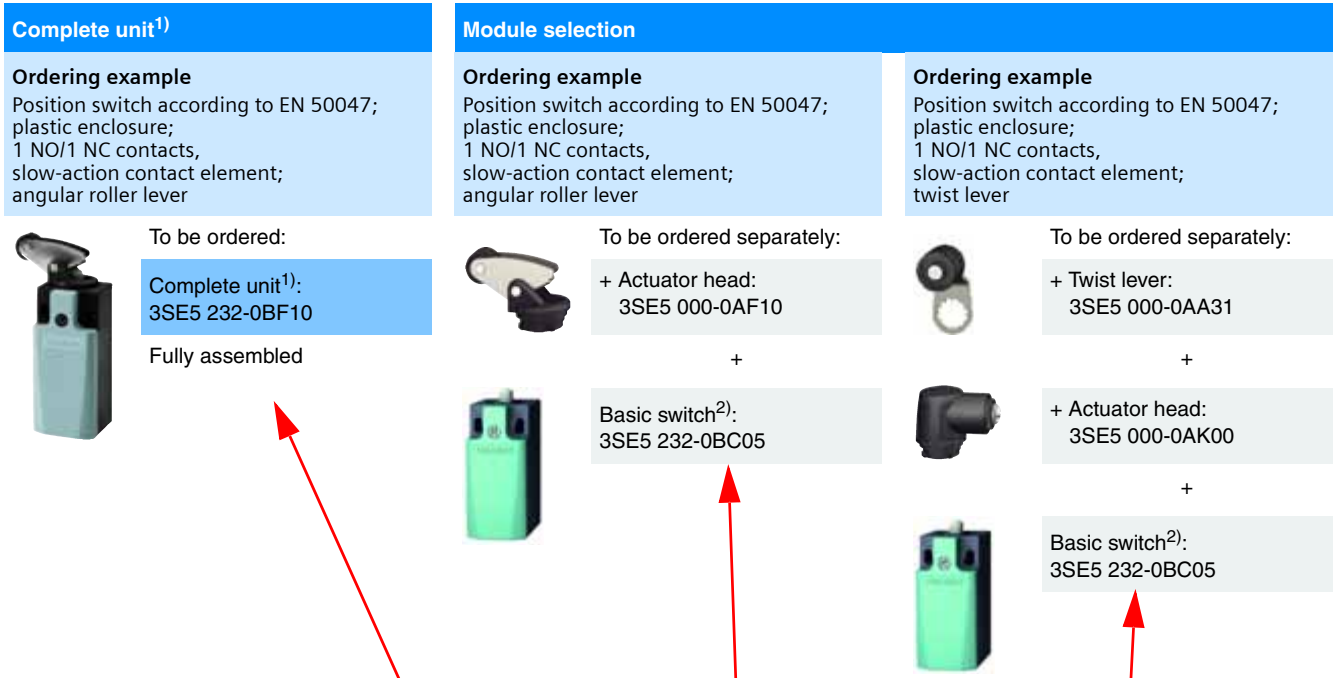 Complete unit1)
Ordering example
Position switch according to EN 50047;
plastic enclosure;
1 NO/1 NC contacts,
slow-action contact element;
angular roller lever
To be ordered:
Complete unit1):
3SE5 232-0BF10
Fully assembled
Module selection
Ordering example
Position switch according to EN 50047;
plastic enclosure;
1 NO/1 NC contacts,
slow-action contact element;
angular roller lever
To be ordered separately:
+ Actuator head:
3SE5 000-0AF10
+
Basic switch2):
3SE5 232-0BC05
Ordering example
Position switch according to EN 50047;
plastic enclosure;
1 NO/1 NC contacts,
slow-action contact element;
twist lever
To be ordered separately:
+ Twist lever:
3SE5 000-0AA31
+
+ Actuator head:
3SE5 000-0AK00
+
Basic switch2):
3SE5 232-0BC05